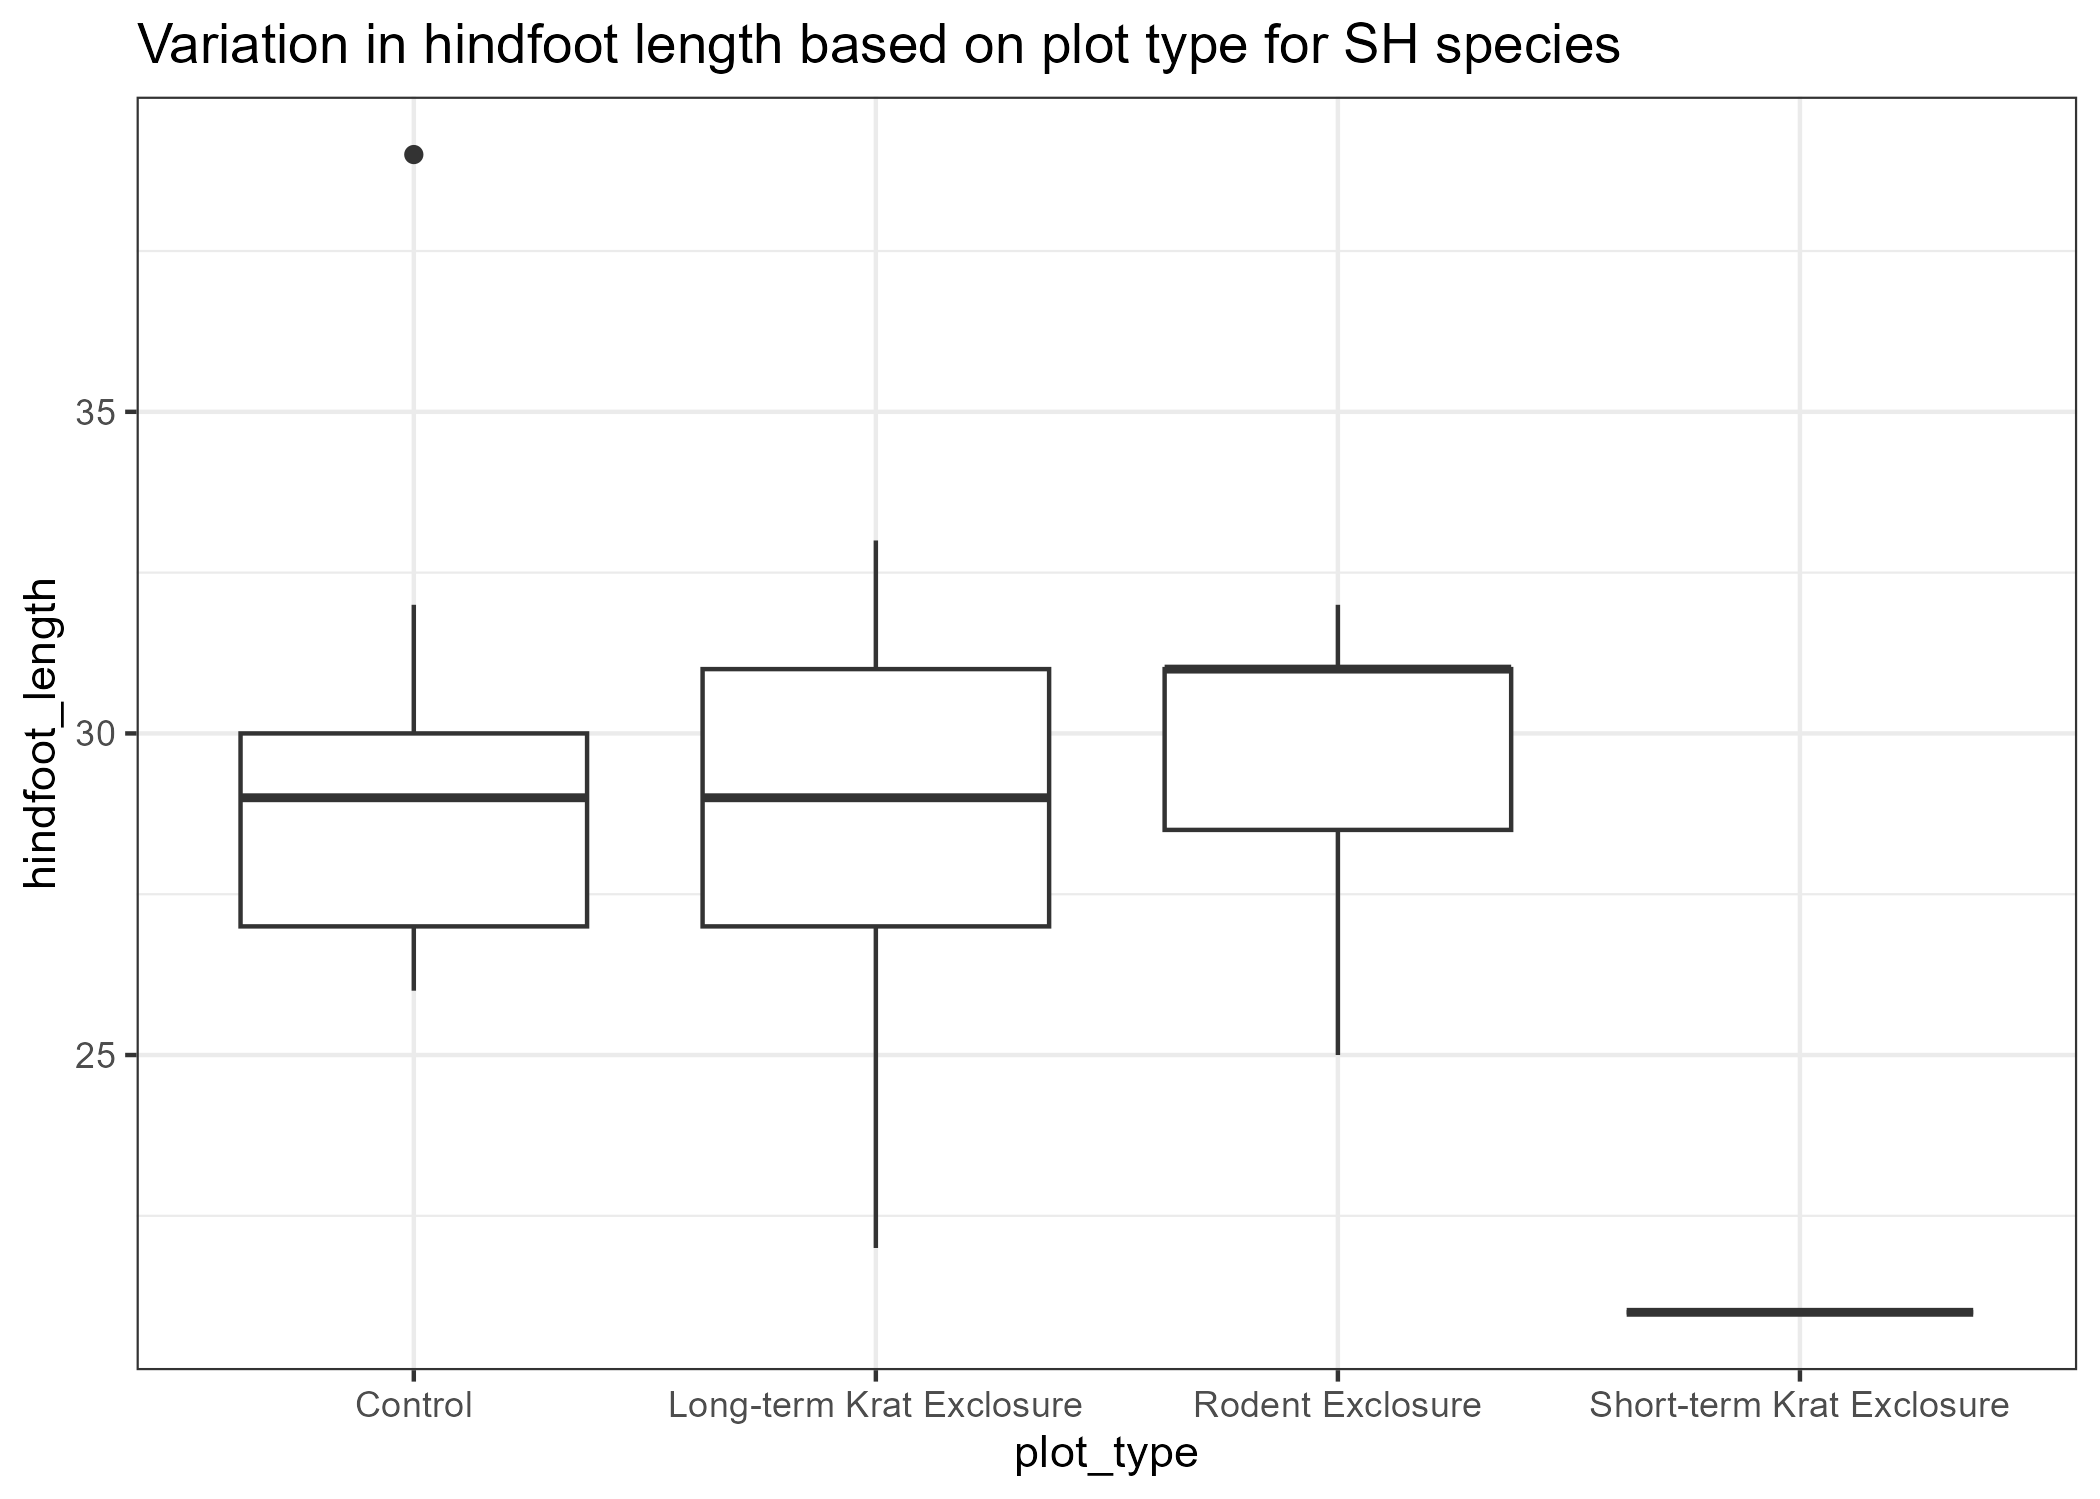 Variation in hindfoot length based on plot type for SH species
hindfoot_length
35
30
25
Control
Long-term Krat Exclosure
Rodent Exclosure
Short-term Krat Exclosure
plot_type